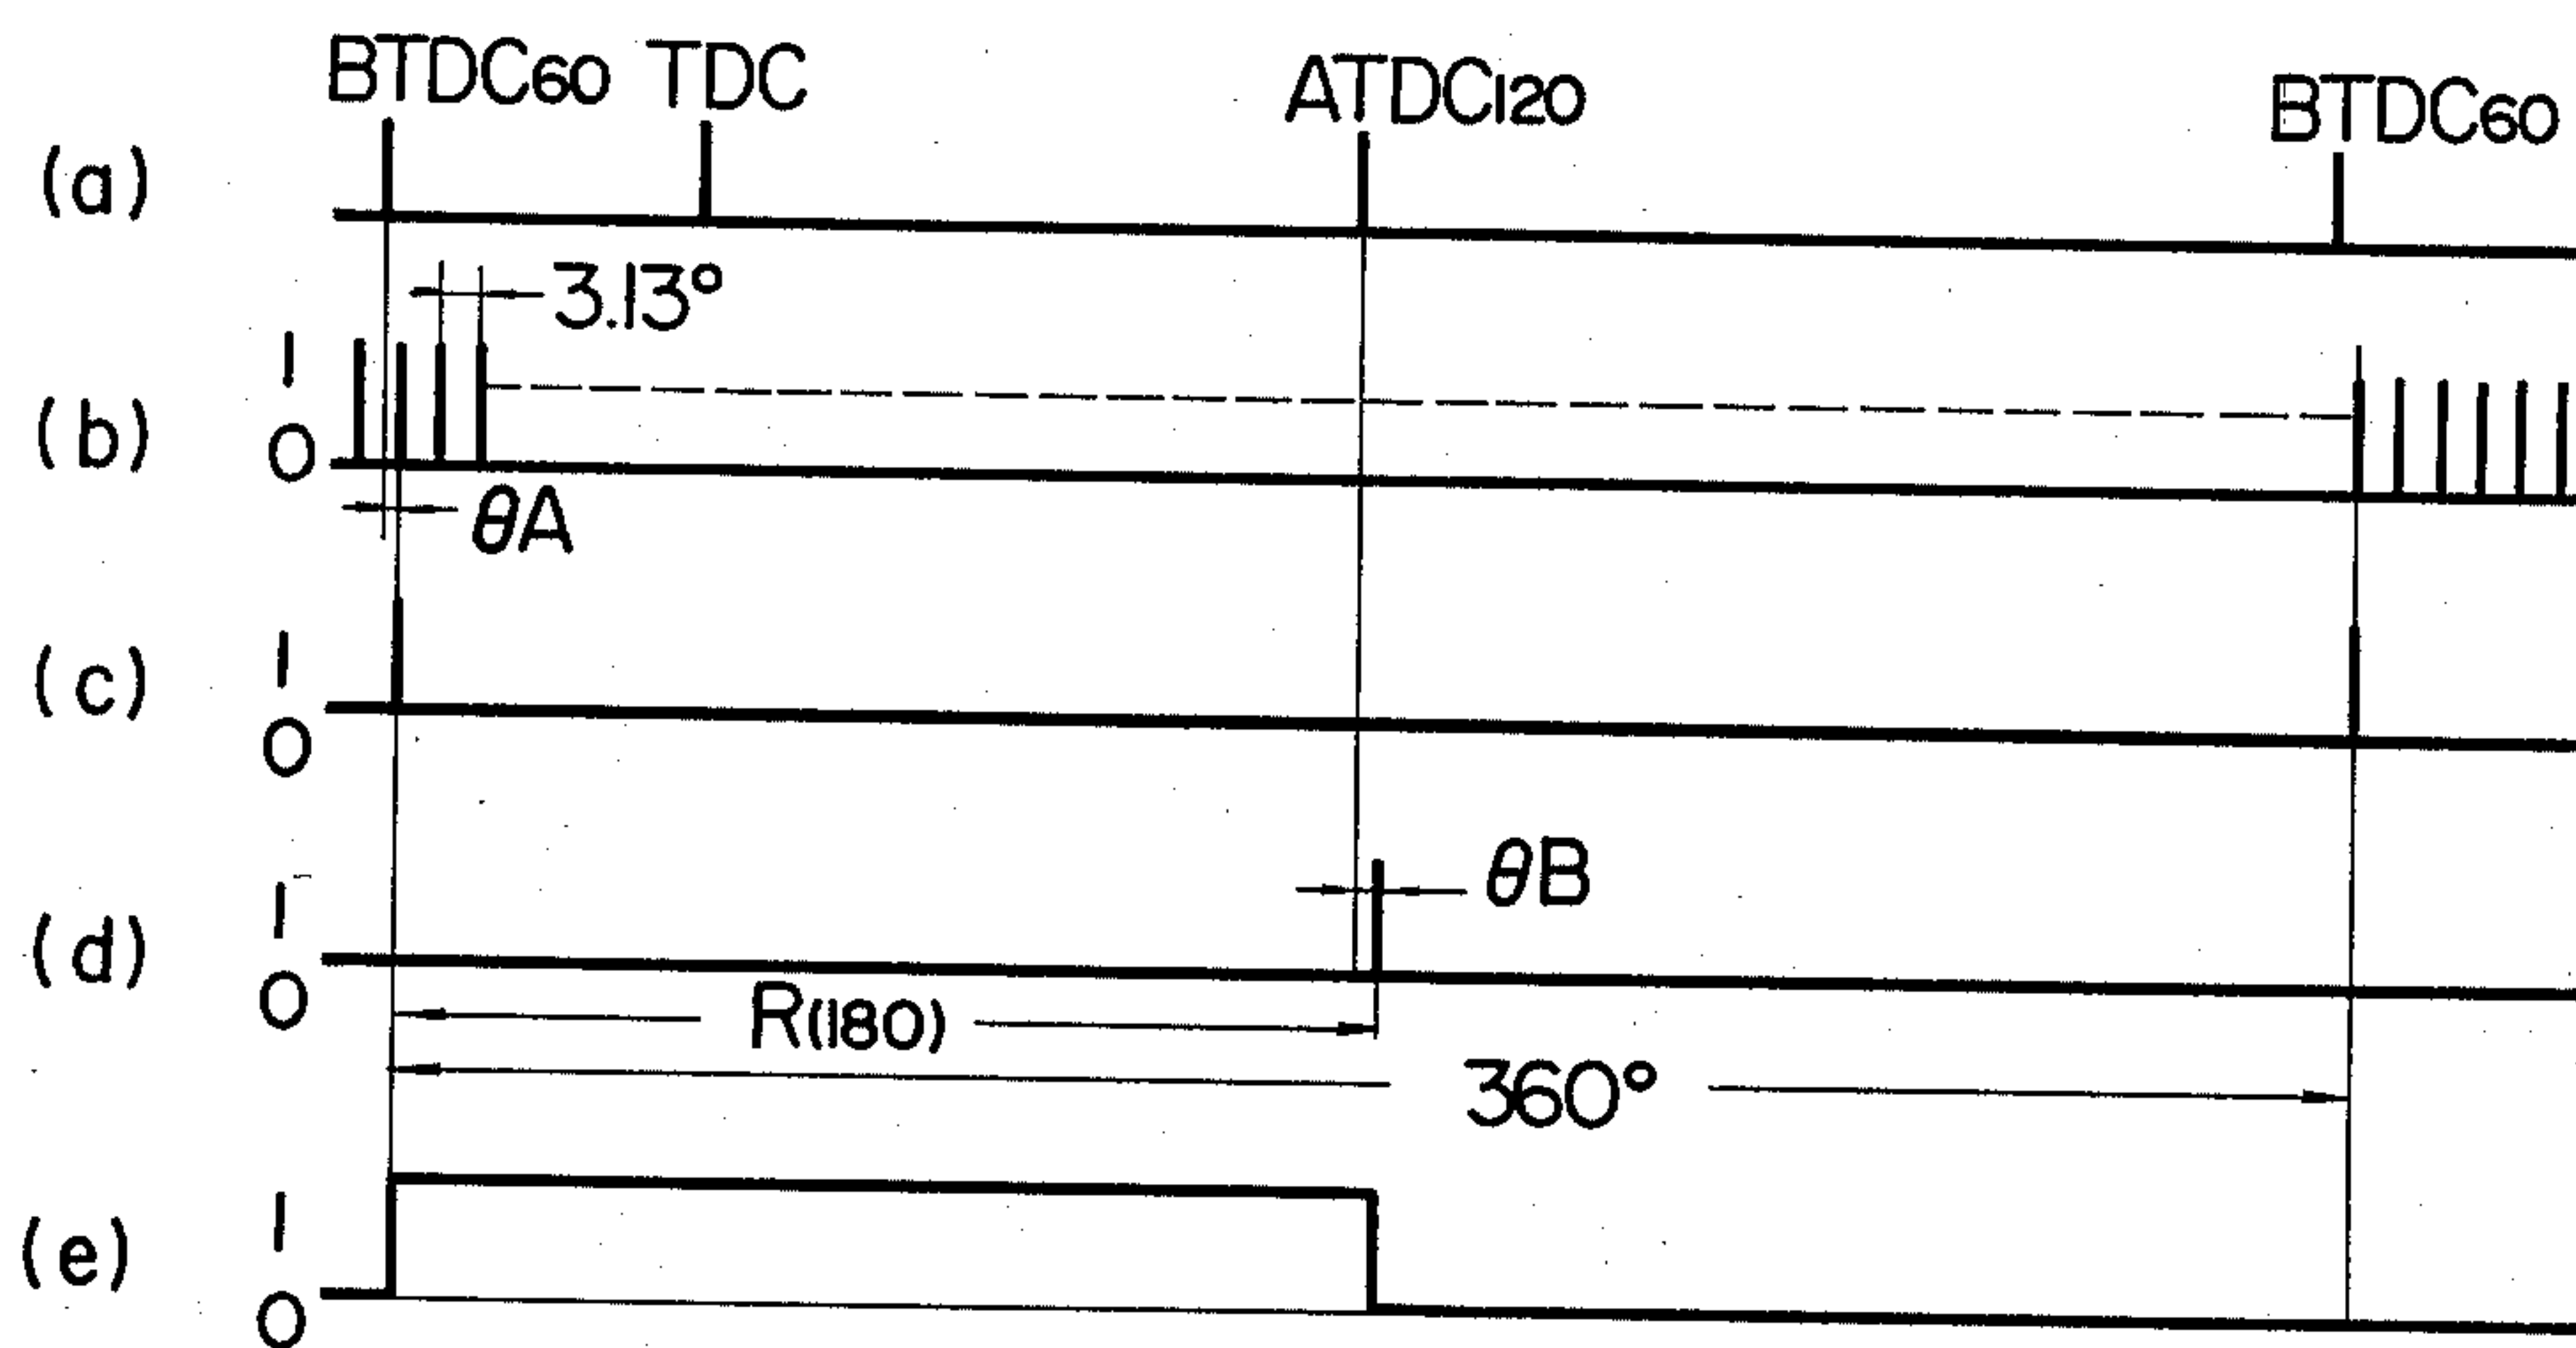 BTDC60 TDC ATDC120 BTDC60
(a)
3.13°
1
(b)
0
θA
1
(c)
0
θB
1
(d)
0
R(180)
360°
1
(e)
0